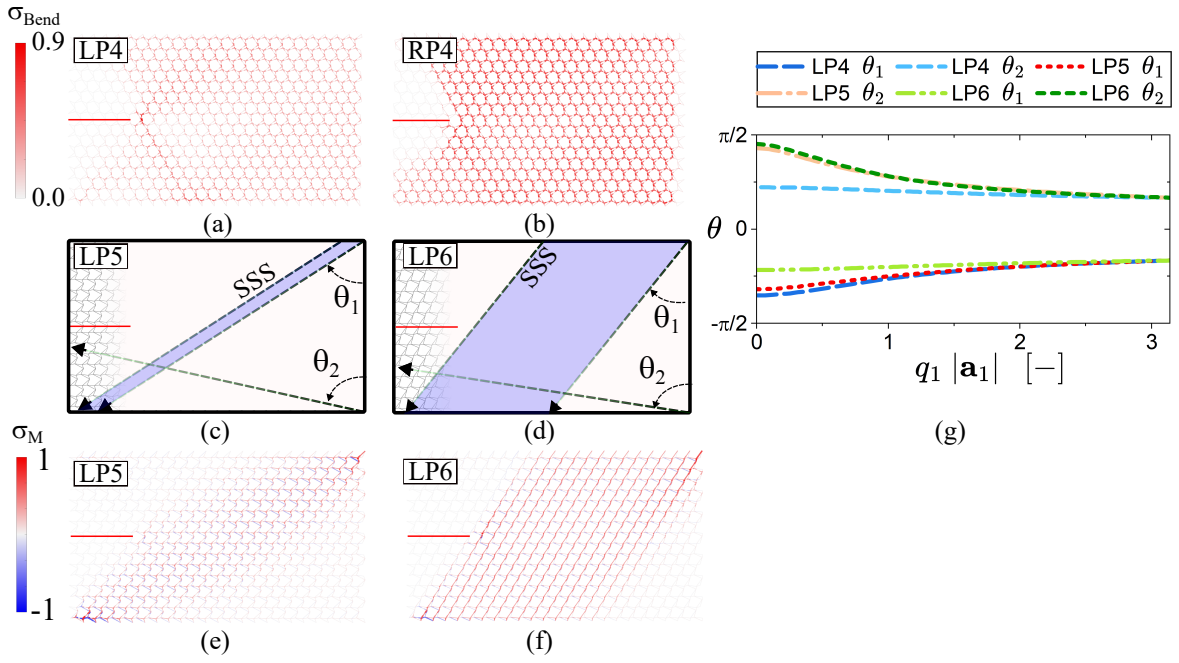 σBend
0.9
0.0
LP4
(a)
RP4
(b)
LP5
SSS
θ1
θ2
(c)
LP6
SSS
θ1
θ2
(d)
σM
1
-1
LP5
(e)
LP6
(f)
LP4 θ1 LP4 θ2 LP5 θ1
LP5 θ2 LP6 θ1 LP6 θ2
π/2
θ 0
-π/2
0 1 2 3
q1 |a1| [−]
(g)